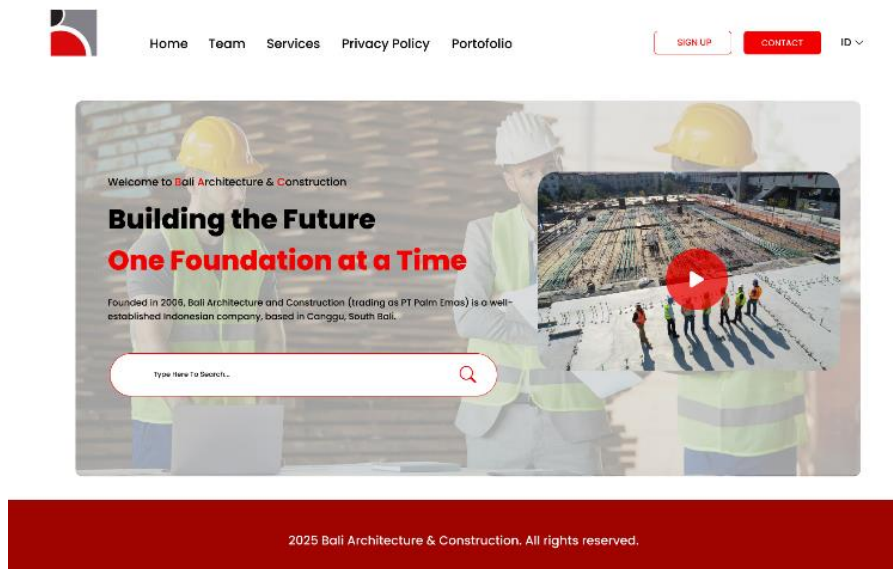 Home Team Services Privacy Policy Portofolio SIGN UP CONTACT ID
Welcome to Bali Architecture & Construction
Building the Future
One Foundation at a Time
Founded in 2006, Bali Architecture and Construction (trading as PT Palm Emas) is a well-
established Indonesian company, based in Canggu, South Bali.
Type Here To Search...
2025 Bali Architecture & Construction. All rights reserved.